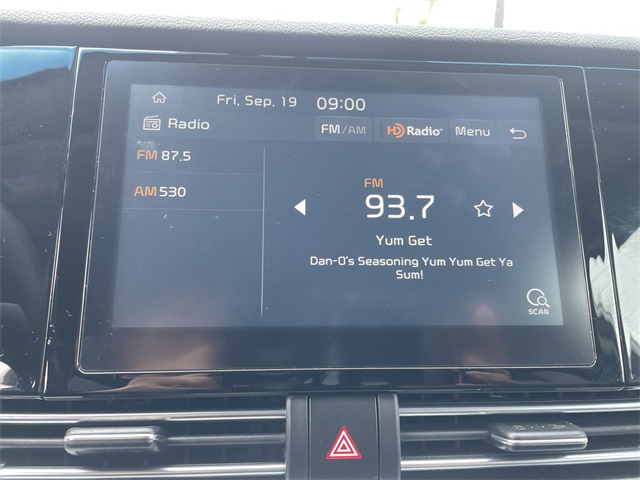 Fri, Sep. 19 09:00
Radio
FM/AM
HD Radio
Menu
FM 87.5
AM 530
FM
93.7
Yum Get
Dan-O's Seasoning Yum Yum Get Ya
Sum!
SCAN